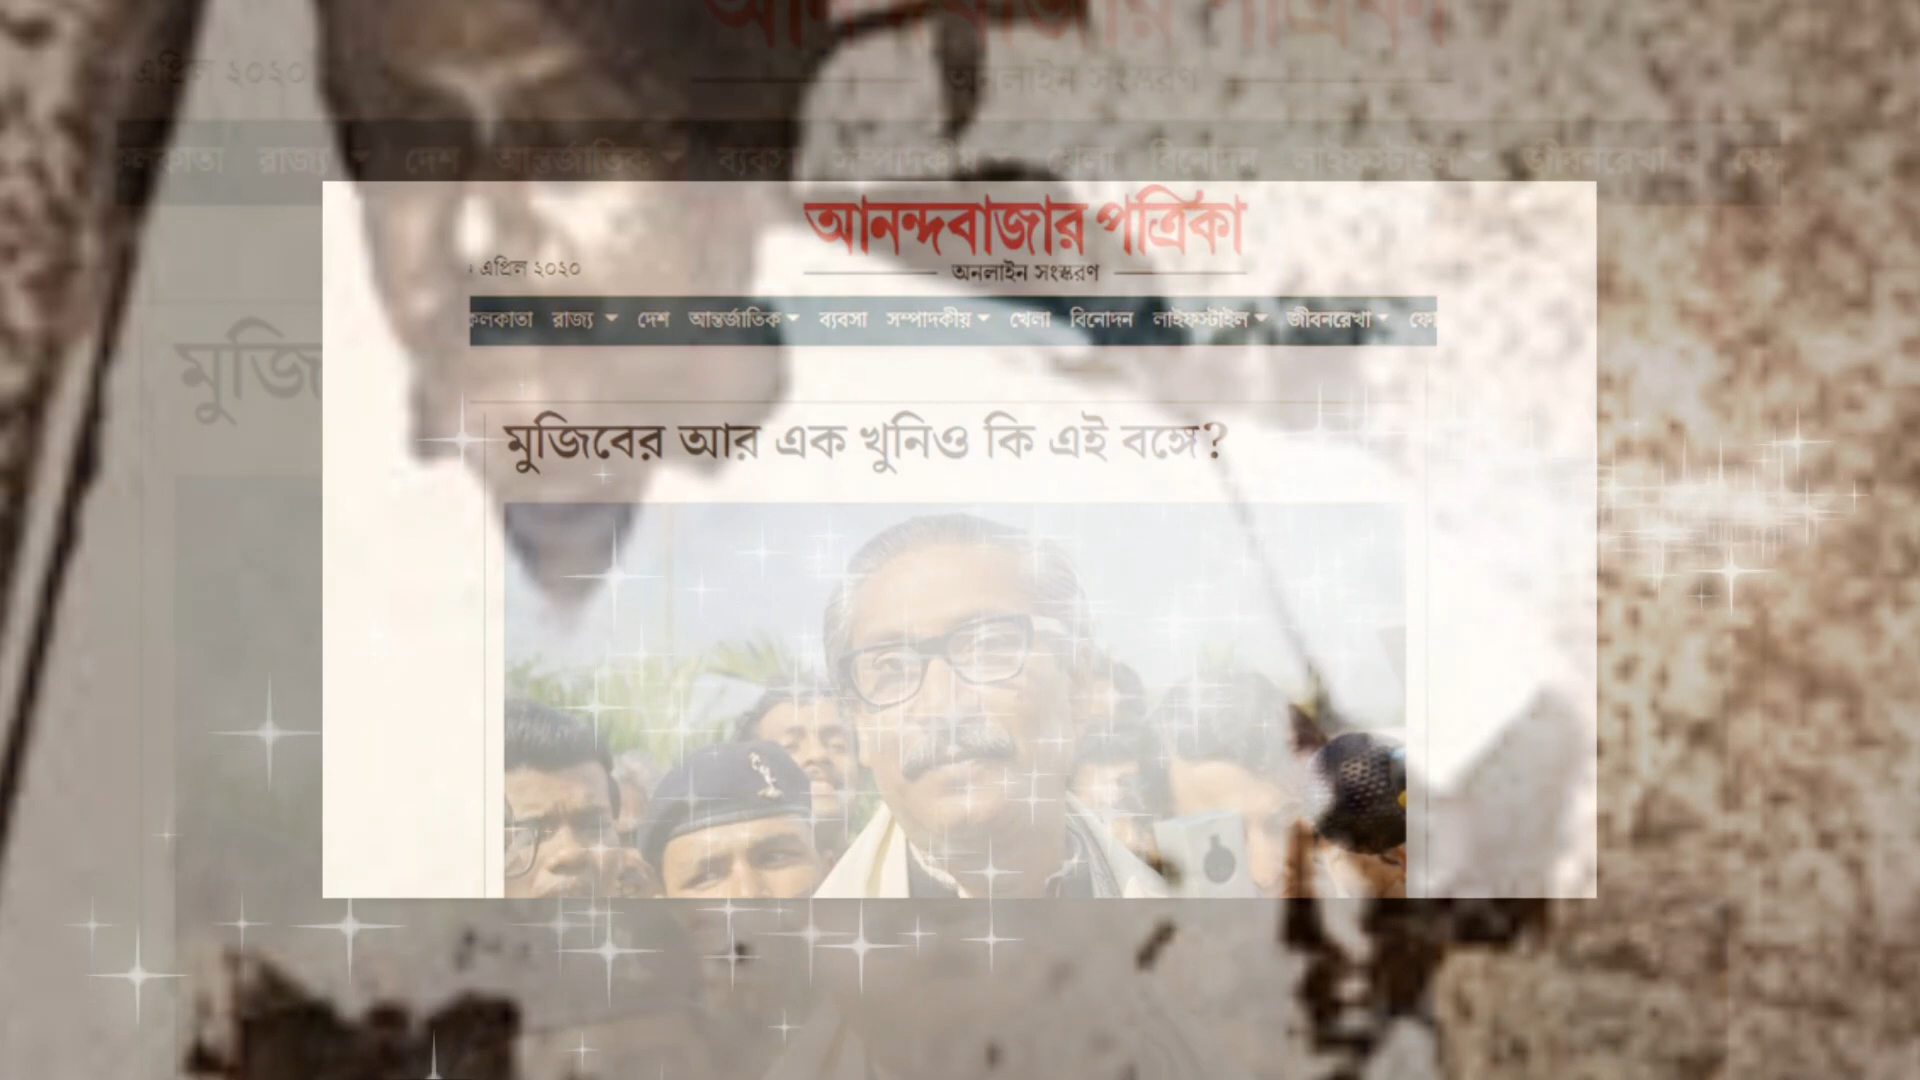 আনন্দবাজার পত্রিকা
এপ্রিল ২০২০
অনলাইন সংস্করণ
কলকাতা রাজ্য দেশ আন্তর্জাতিক ব্যবসা সম্পাদকীয় খেলা বিনোদন লাইফস্টাইল জীবনরেখা
মুজিবের আর এক খুনিও কি এই বঙ্গে?